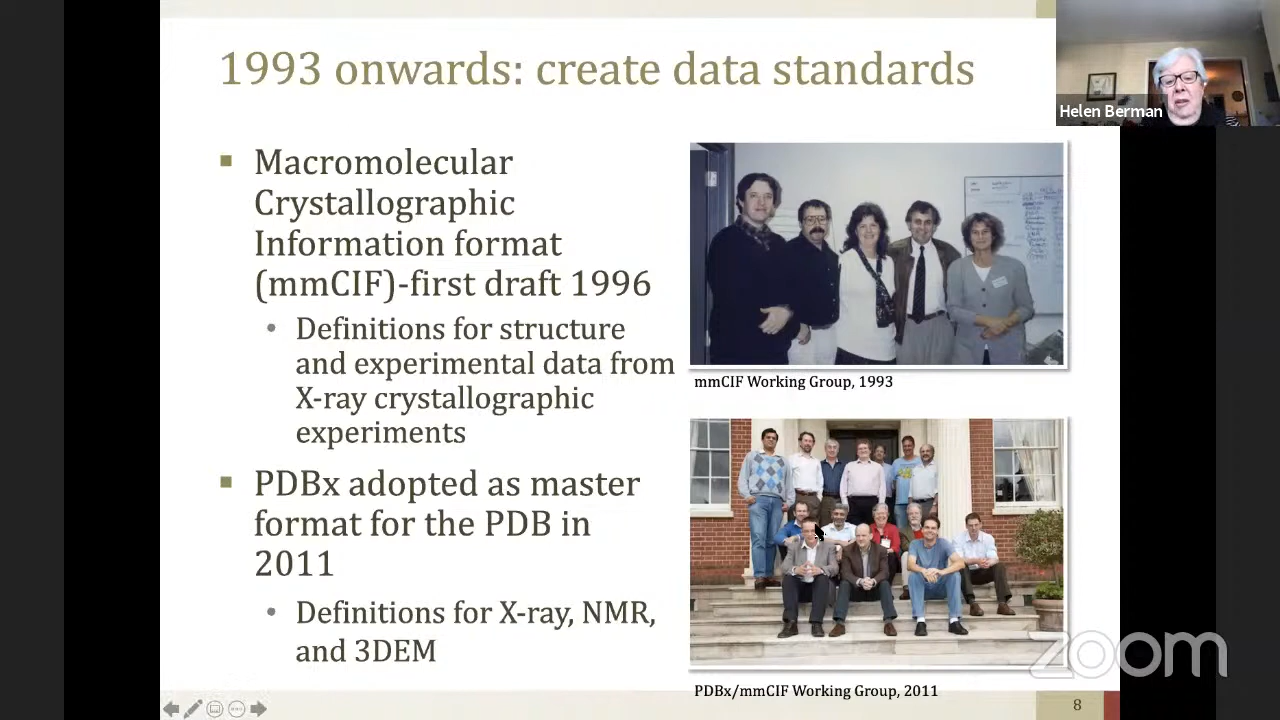 1993 onwards: create data standards
Helen Berman
Macromolecular
Crystallographic
Information format
(mmCIF)-first draft 1996
Definitions for structure
and experimental data from
X-ray crystallographic
experiments
PDBx adopted as master
format for the PDB in
2011
Definitions for X-ray, NMR,
and 3DEM
mmCIF Working Group, 1993
PDBx/mmCIF Working Group, 2011
zoom
8